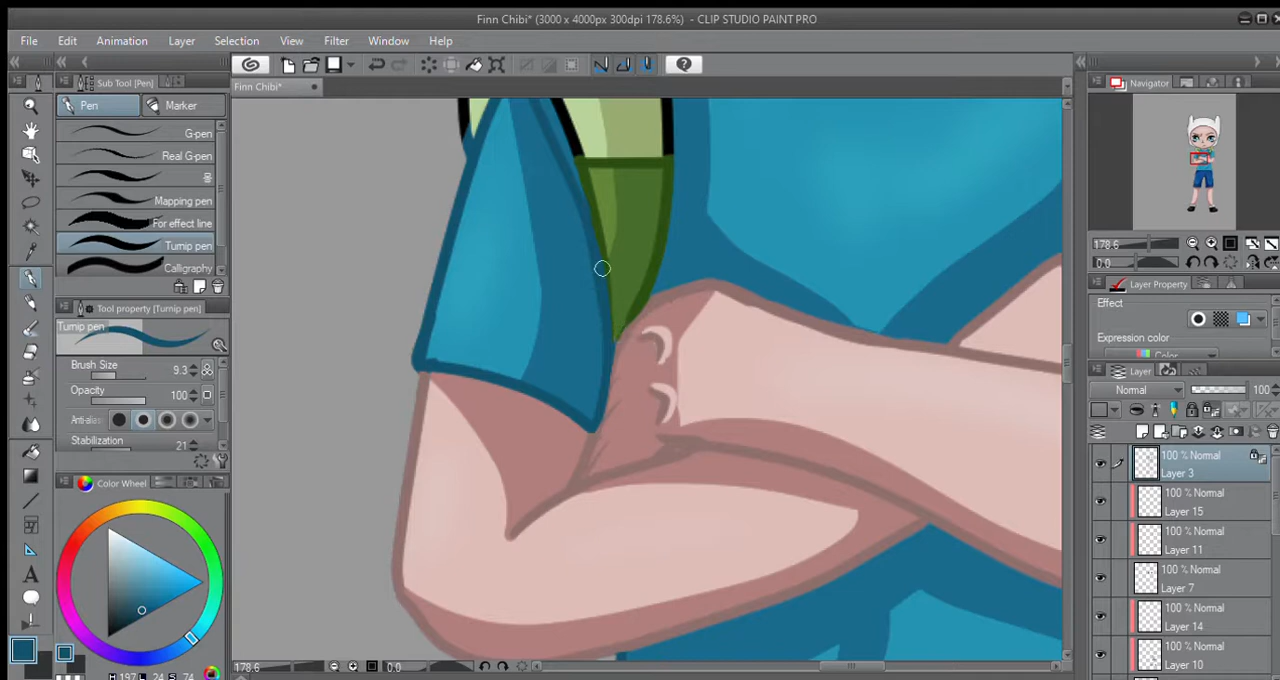 Finn Chibi* (3000 x 4000px 300dpi 178.6%) - CLIP STUDIO PAINT PRO
File Edit Animation Layer Selection View Filter Window Help
Sub Tool [Pen]
Finn Chibi*
Navigator
Pen Marker
G-pen
Real G-pen
Mapping pen
For effect line
Turnip pen
Calligraphy
Tool property [Turnip pen]
Turnip pen
Brush Size 9.3
Opacity 100
Anti-alias
Stabilization 21
Color Wheel
H 197 L 24 S 74
178.6 0.0
178.6
0.0
Layer Property
Effect
Expression color
Color
Layer
Normal 100
100 % Normal
Layer 3
100 % Normal
Layer 15
100 % Normal
Layer 11
100 % Normal
Layer 7
100 % Normal
Layer 14
100 % Normal
Layer 10